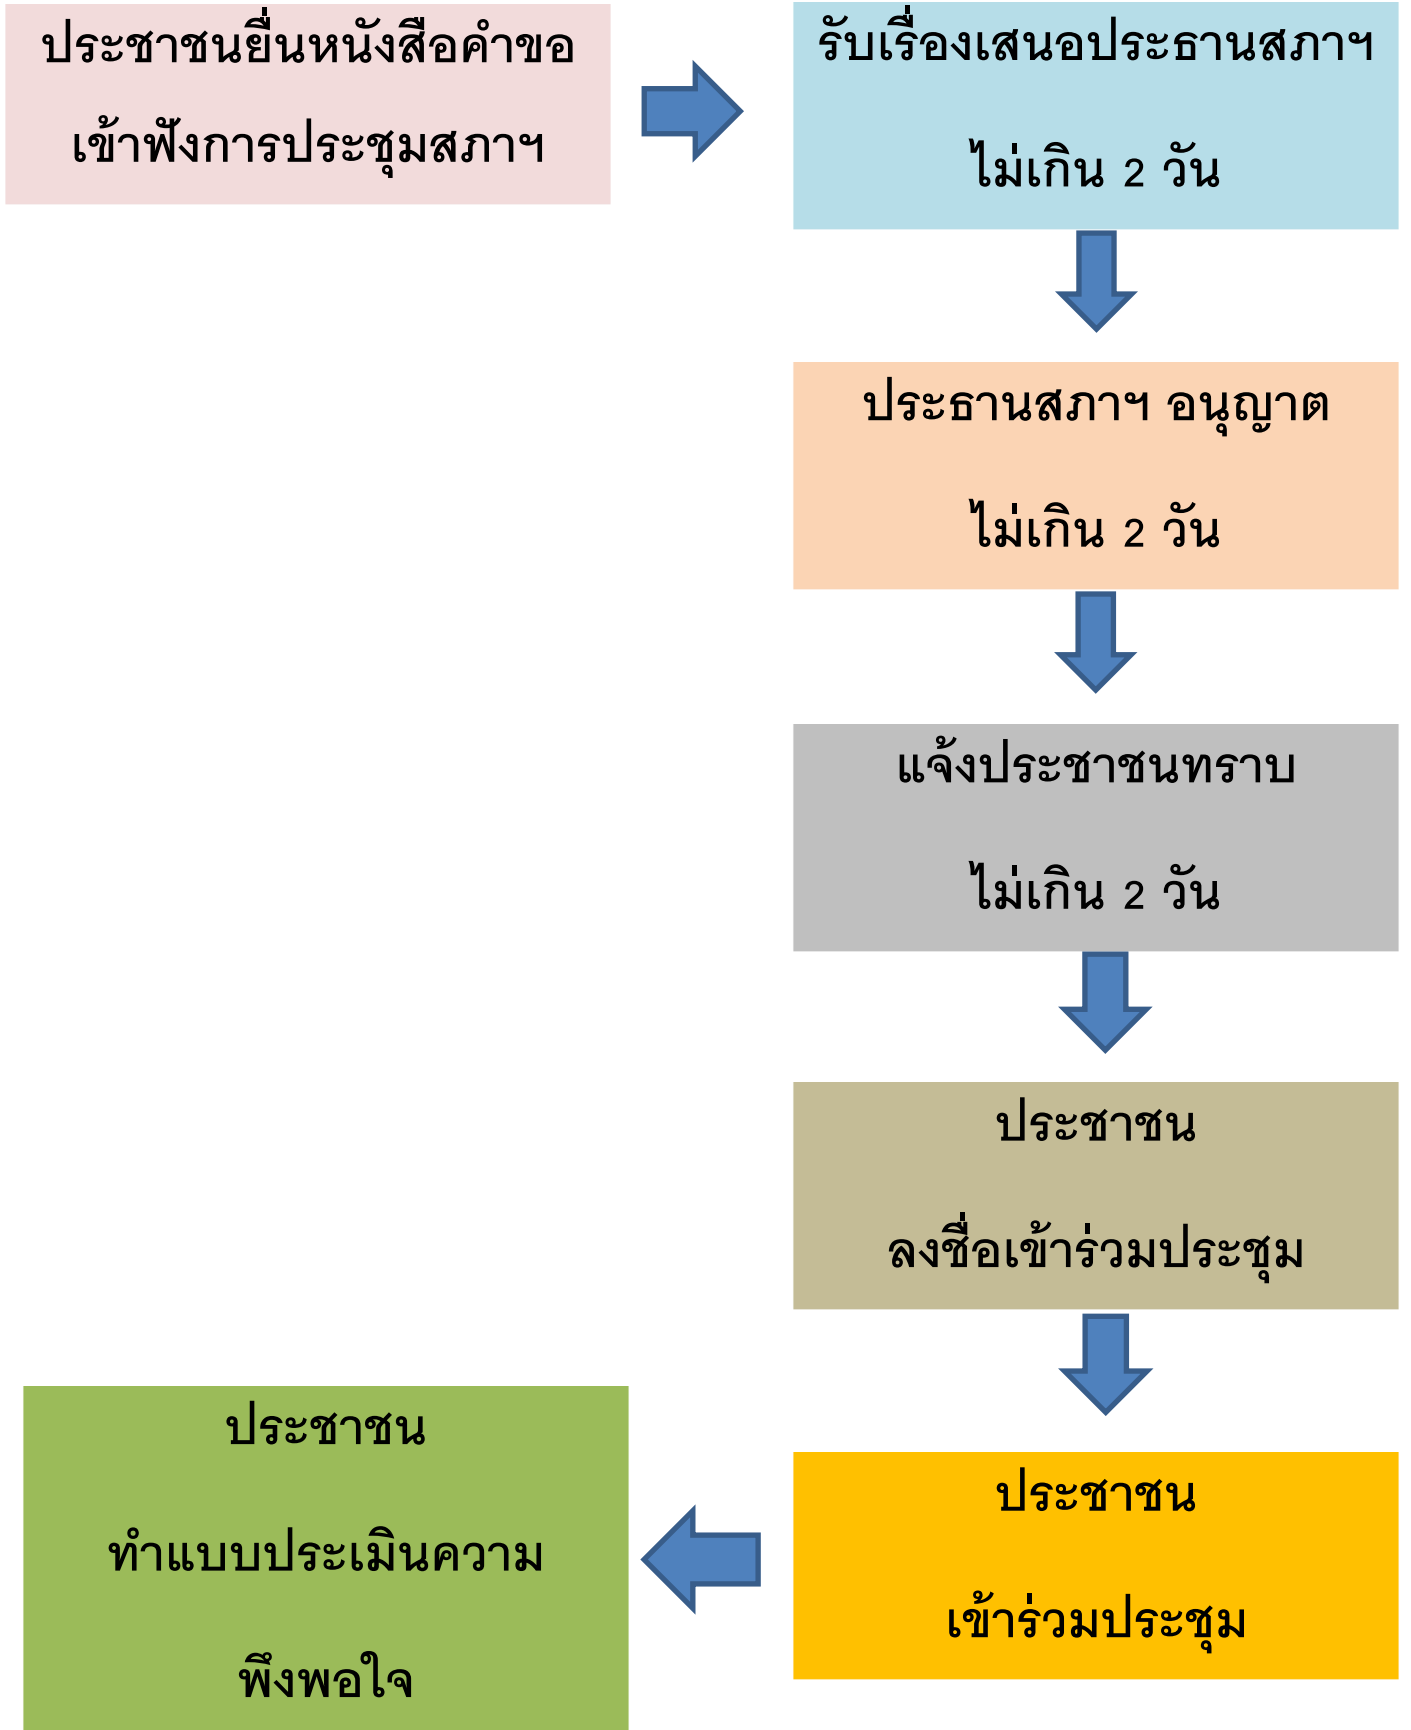 ประชาชนยื่นหนังสือคำขอ
เข้าฟังการประชุมสภาฯ
รับเรื่องเสนอประธานสภาฯ
ไม่เกิน 2 วัน
ประธานสภาฯ อนุญาต
ไม่เกิน 2 วัน
แจ้งประชาชนทราบ
ไม่เกิน 2 วัน
ประชาชน
ลงชื่อเข้าร่วมประชุม
ประชาชน
เข้าร่วมประชุม
ประชาชน
ทำแบบประเมินความ
พึงพอใจ